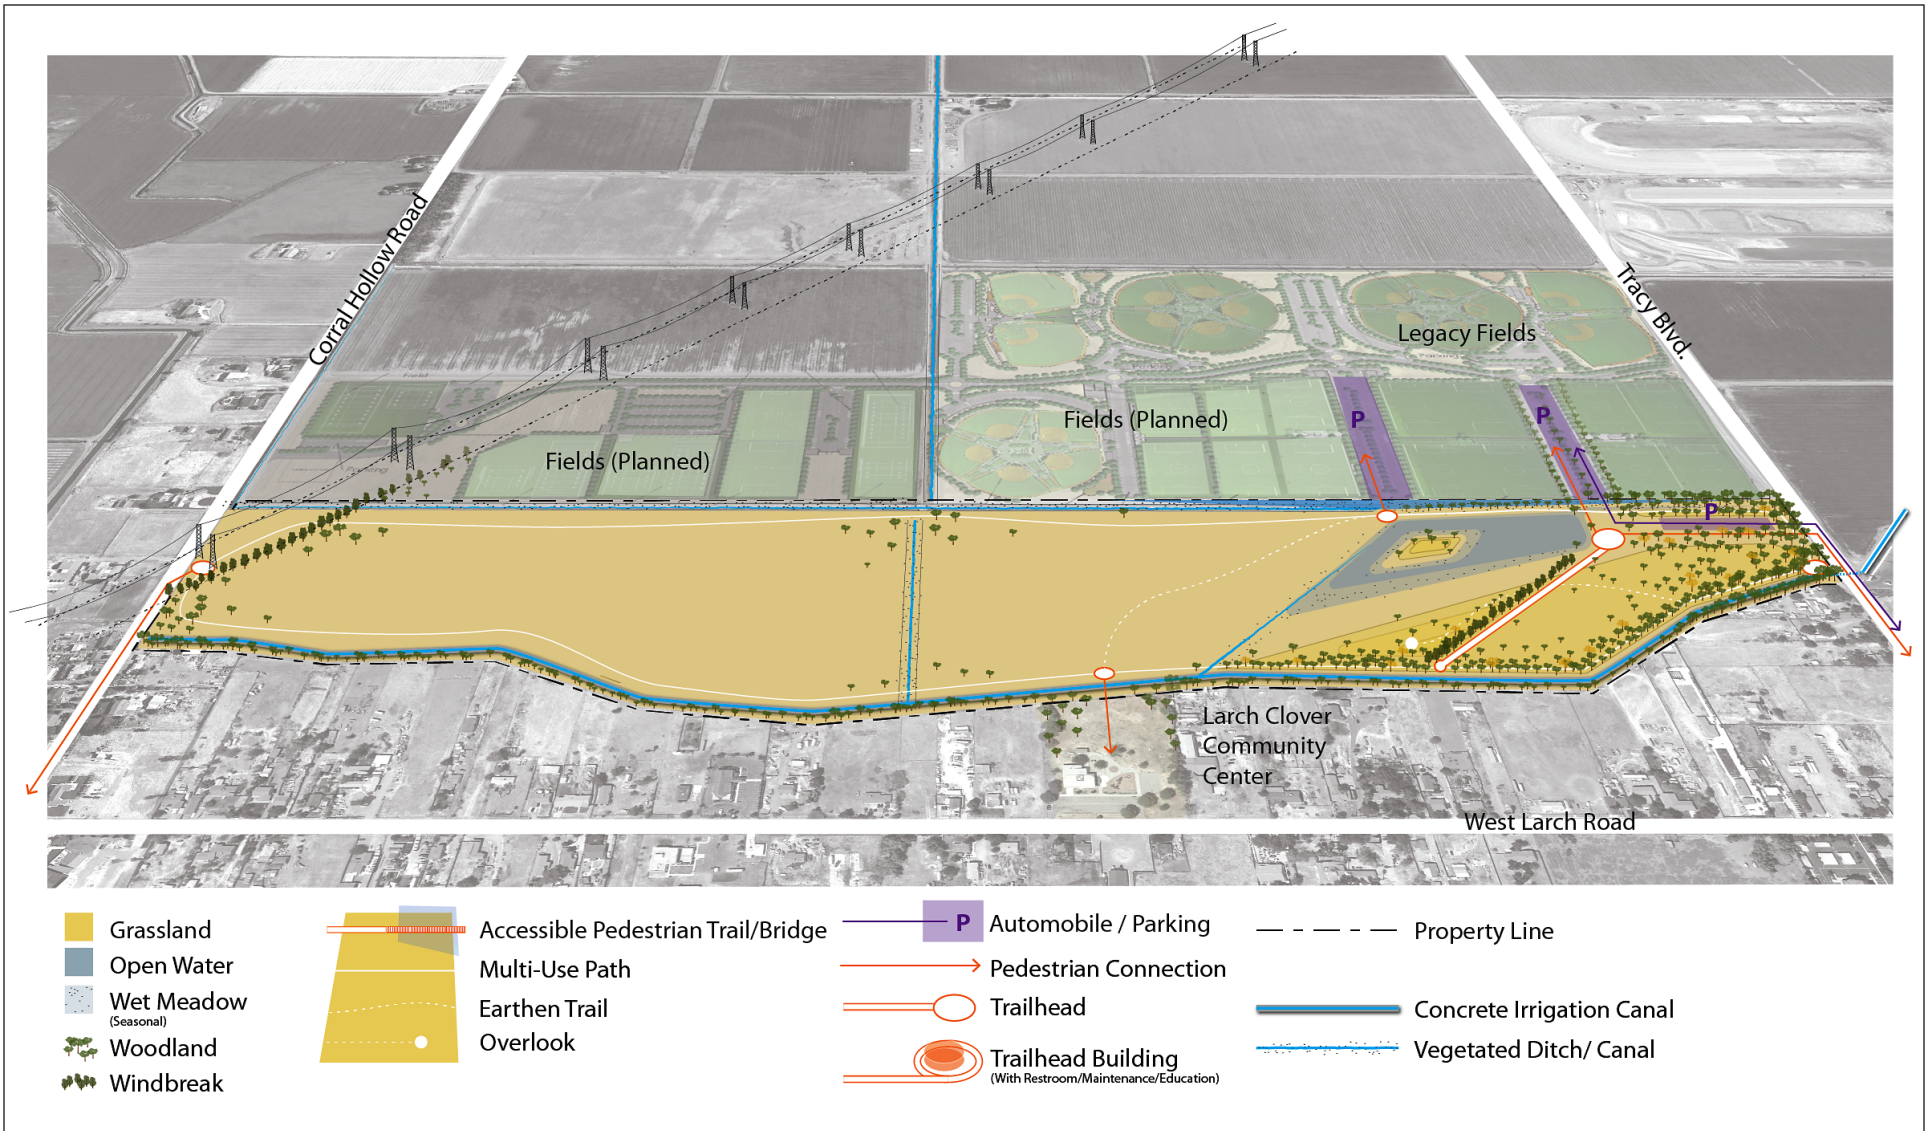 Corral Hollow Road
Tracy Blvd.
Legacy Fields
Fields (Planned)
P
P
Fields (Planned)
P
Larch Clover
Community
Center
West Larch Road
Grassland
Open Water
Wet Meadow
(Seasonal)
Woodland
Windbreak
Accessible Pedestrian Trail/Bridge
Multi-Use Path
Earthen Trail
Overlook
P Automobile / Parking
Pedestrian Connection
Trailhead
Trailhead Building
(With Restroom/Maintenance/Education)
Property Line
Concrete Irrigation Canal
Vegetated Ditch/ Canal